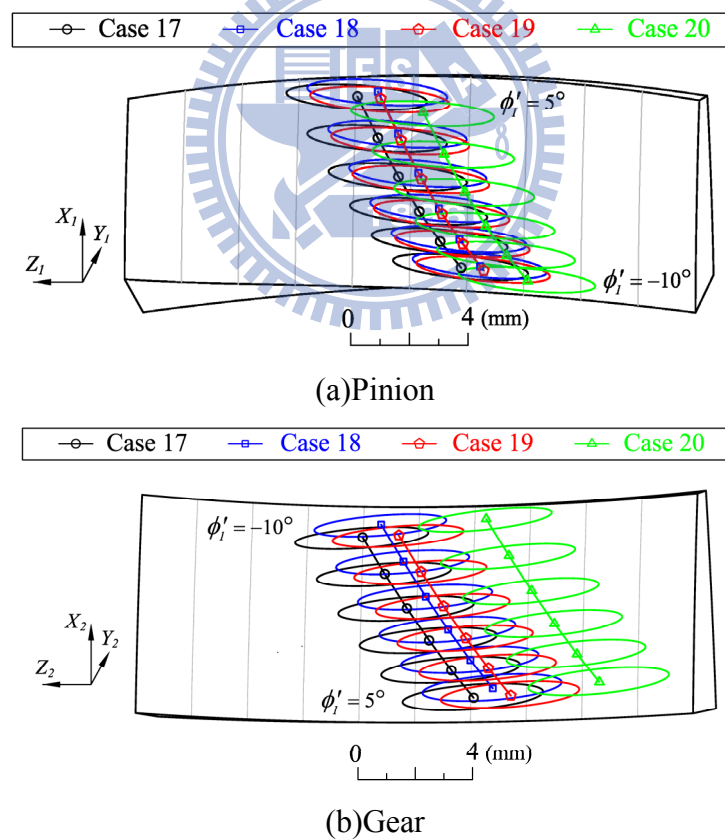 Case 17 Case 18 Case 19 Case 20
ϕ₁′ = 5°
X₁
Y₁
Z₁
ϕ₁′ = −10°
0 4 (mm)
(a)Pinion
Case 17 Case 18 Case 19 Case 20
ϕ₁′ = −10°
X₂
Y₂
Z₂
ϕ₁′ = 5°
0 4 (mm)
(b)Gear